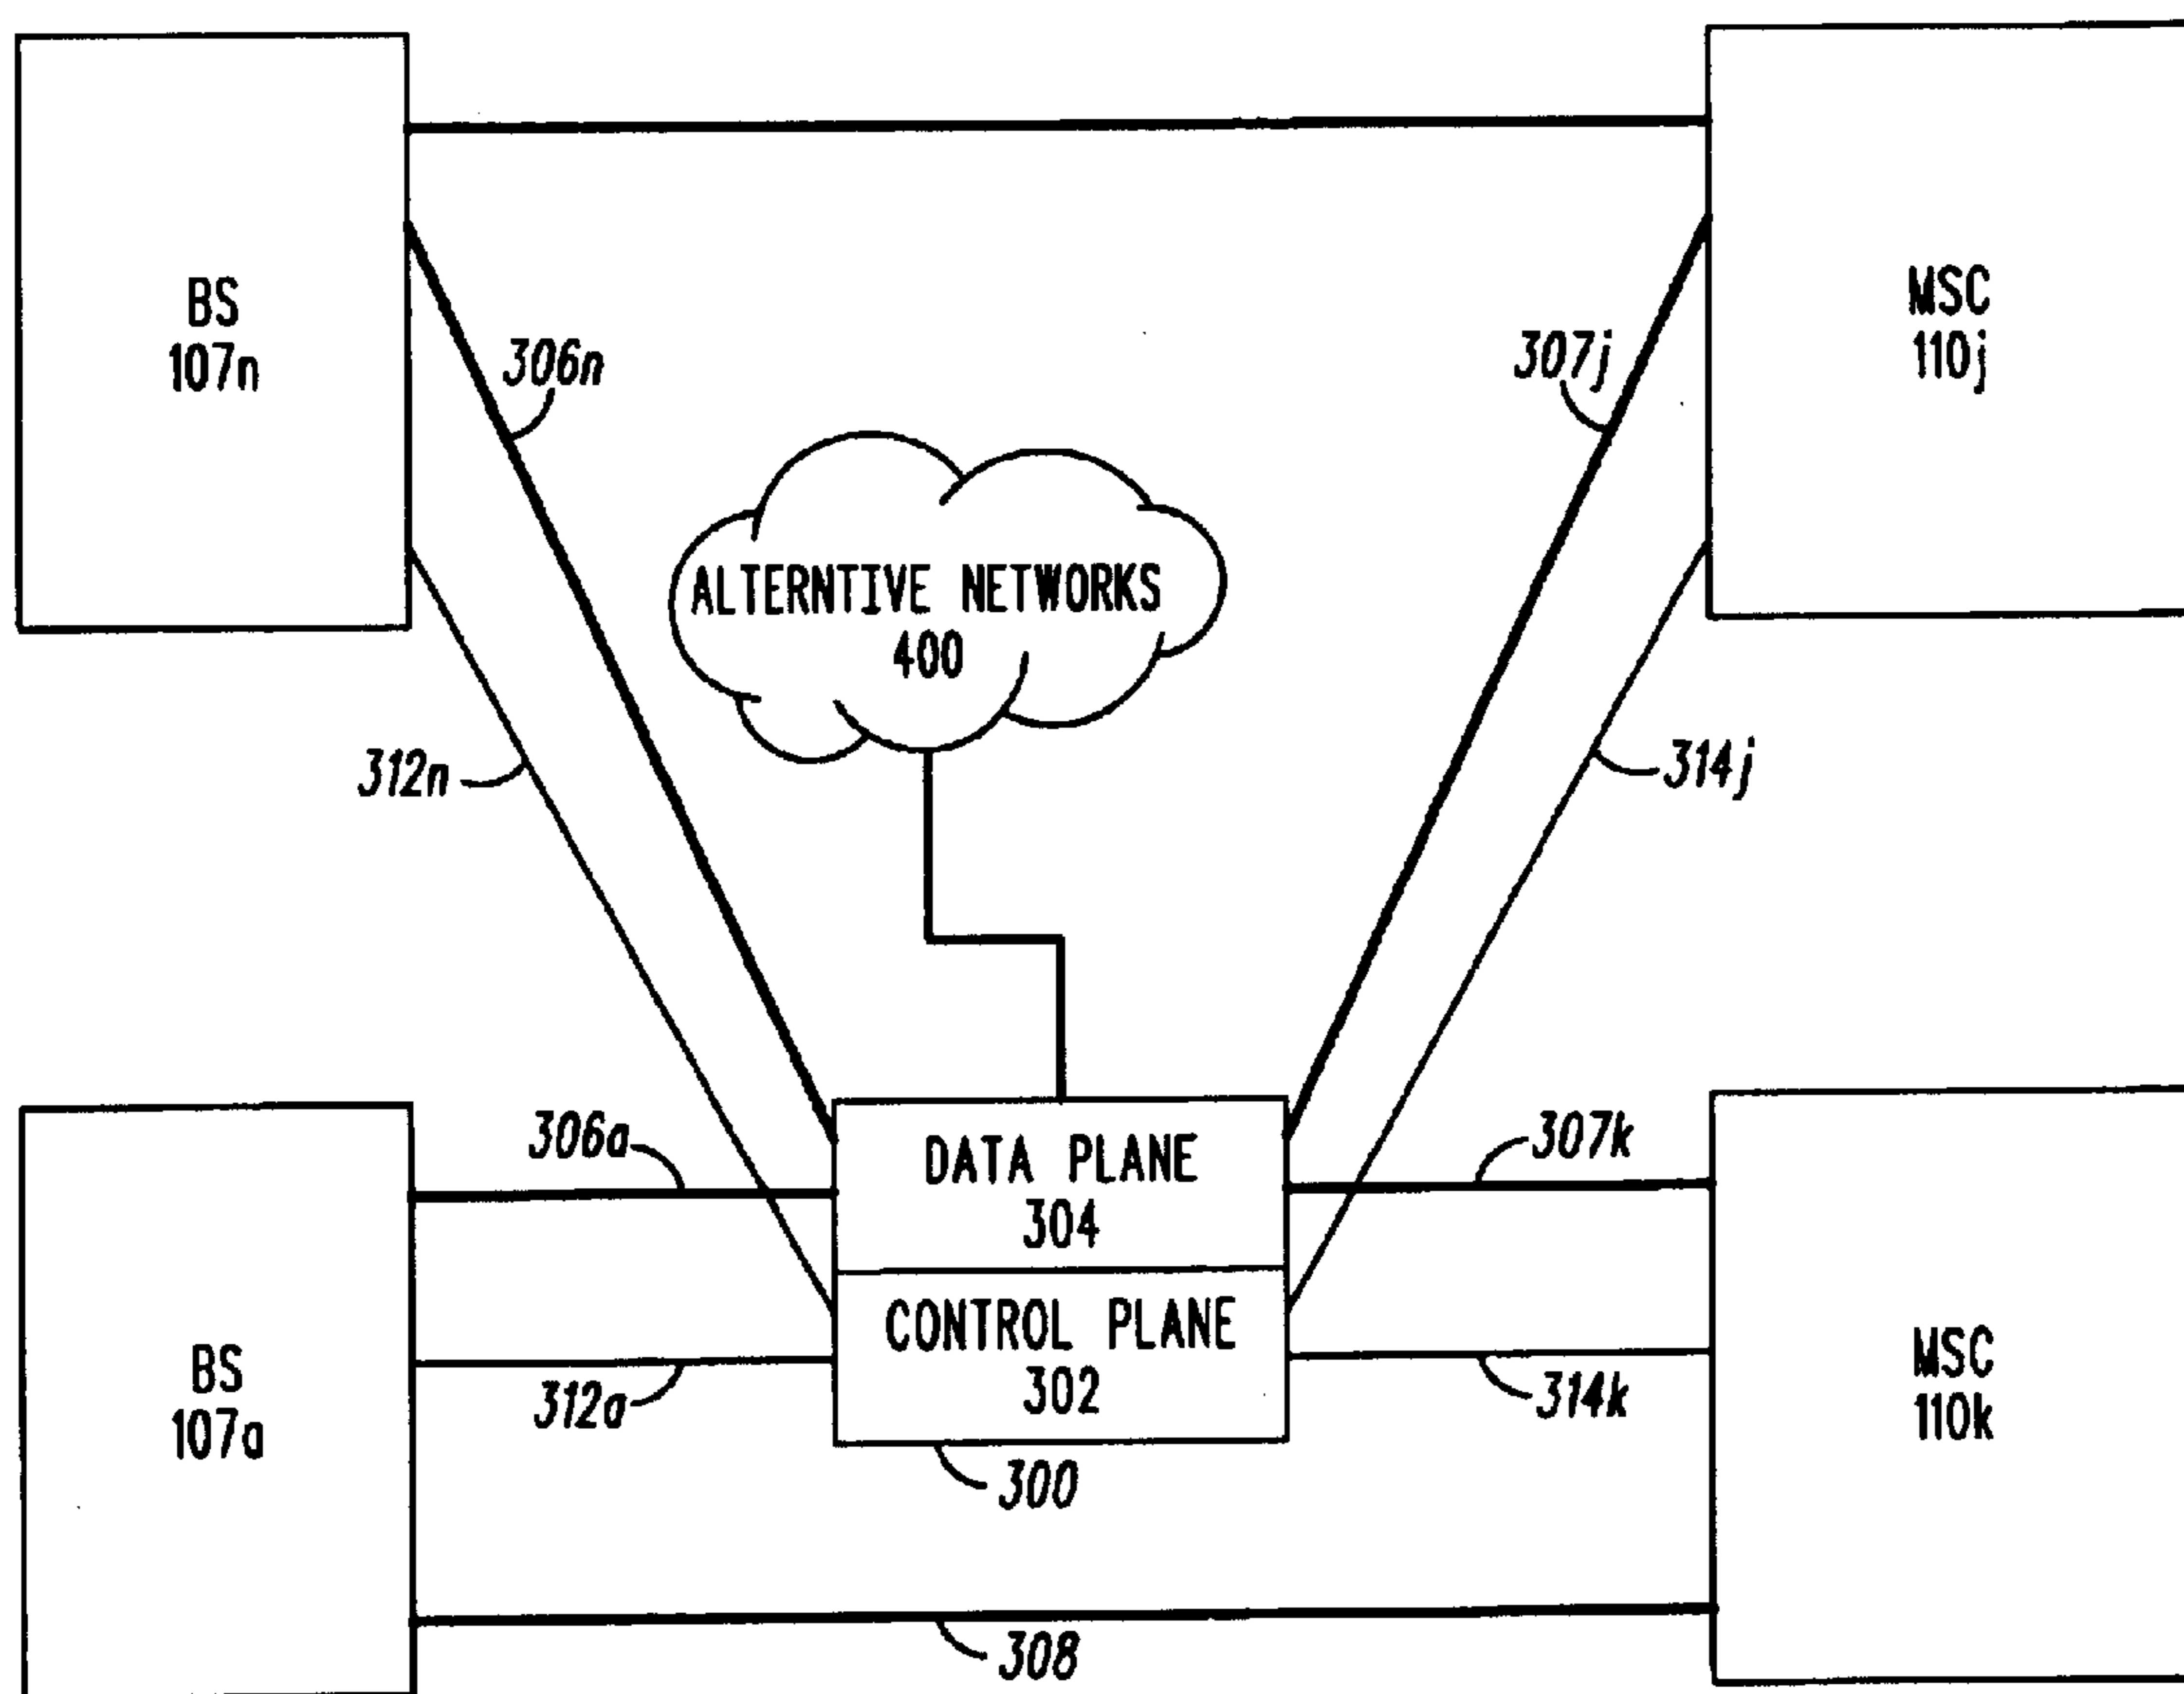 BS
107n
MSC
110j
306n
307j
ALTERNTIVE NETWORKS
400
312n
314j
306a
307k
DATA PLANE
304
CONTROL PLANE
302
BS
107a
MSC
110k
312a
314k
300
308